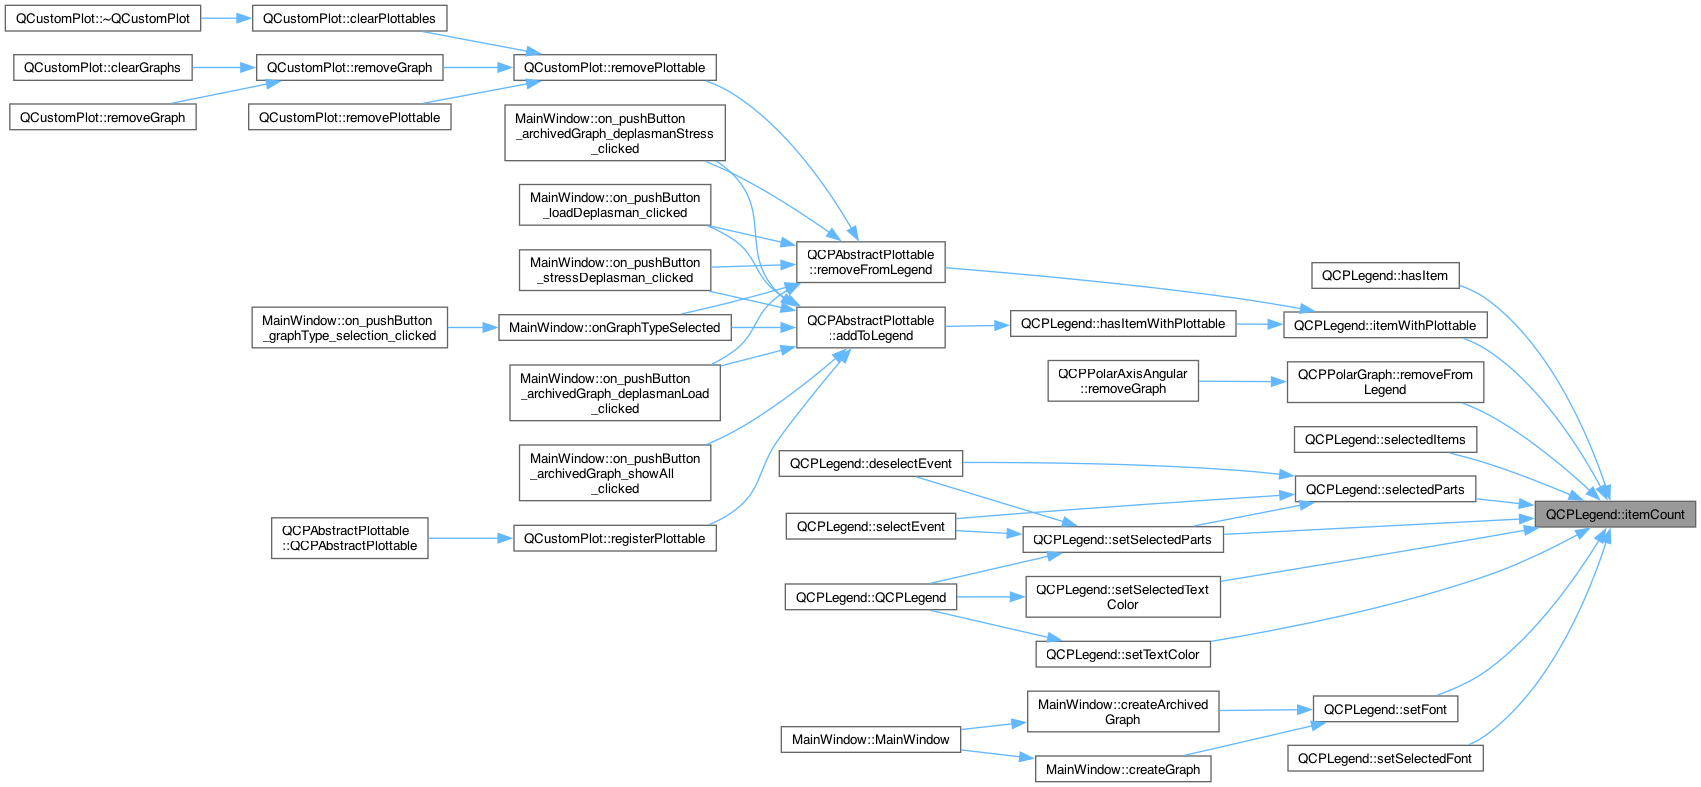 QCustomPlot::~QCustomPlot
QCustomPlot::clearPlottables
QCustomPlot::clearGraphs
QCustomPlot::removeGraph
QCustomPlot::removePlottable
QCustomPlot::removeGraph
QCustomPlot::removePlottable
MainWindow::on_pushButton
_archivedGraph_deplasmanStress
_clicked
MainWindow::on_pushButton
_loadDeplasman_clicked
MainWindow::on_pushButton
_stressDeplasman_clicked
QCPAbstractPlottable
::removeFromLegend
QCPLegend::hasItem
MainWindow::on_pushButton
_graphType_selection_clicked
MainWindow::onGraphTypeSelected
QCPAbstractPlottable
::addToLegend
QCPLegend::hasItemWithPlottable
QCPLegend::itemWithPlottable
MainWindow::on_pushButton
_archivedGraph_deplasmanLoad
_clicked
QCPPolarAxisAngular
::removeGraph
QCPPolarGraph::removeFrom
Legend
MainWindow::on_pushButton
_archivedGraph_showAll
_clicked
QCPLegend::selectedItems
QCPLegend::deselectEvent
QCPLegend::selectedParts
QCPLegend::itemCount
QCPAbstractPlottable
::QCPAbstractPlottable
QCustomPlot::registerPlottable
QCPLegend::selectEvent
QCPLegend::setSelectedParts
QCPLegend::QCPLegend
QCPLegend::setSelectedText
Color
QCPLegend::setTextColor
MainWindow::createArchived
Graph
QCPLegend::setFont
MainWindow::MainWindow
MainWindow::createGraph
QCPLegend::setSelectedFont